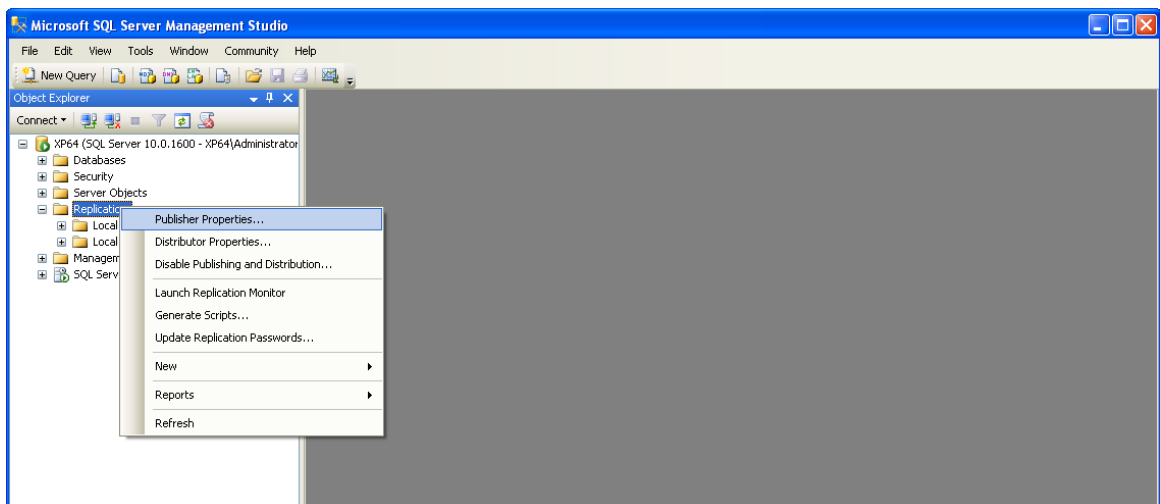 Microsoft SQL Server Management Studio
File Edit View Tools Window Community Help
New Query
Object Explorer
Connect
XP64 (SQL Server 10.0.1600 - XP64\Administrator
Databases
Security
Server Objects
Replication
Local
Local
Managem
SQL Serv
Publisher Properties...
Distributor Properties...
Disable Publishing and Distribution...
Launch Replication Monitor
Generate Scripts...
Update Replication Passwords...
New
Reports
Refresh